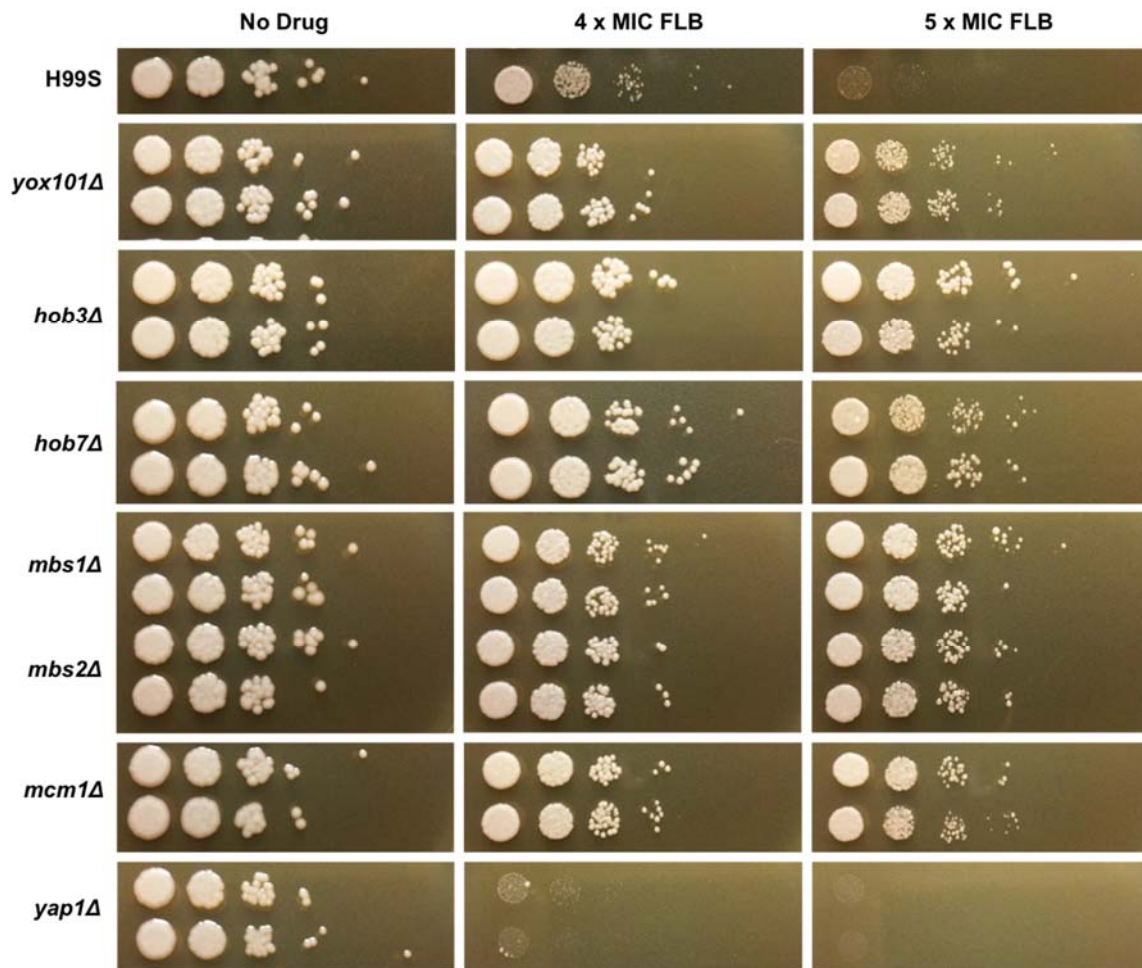 No Drug 4 x MIC FLB 5 x MIC FLB
H99S
yox101Δ
hob3Δ
hob7Δ
mbs1Δ
mbs2Δ
mcm1Δ
yap1Δ